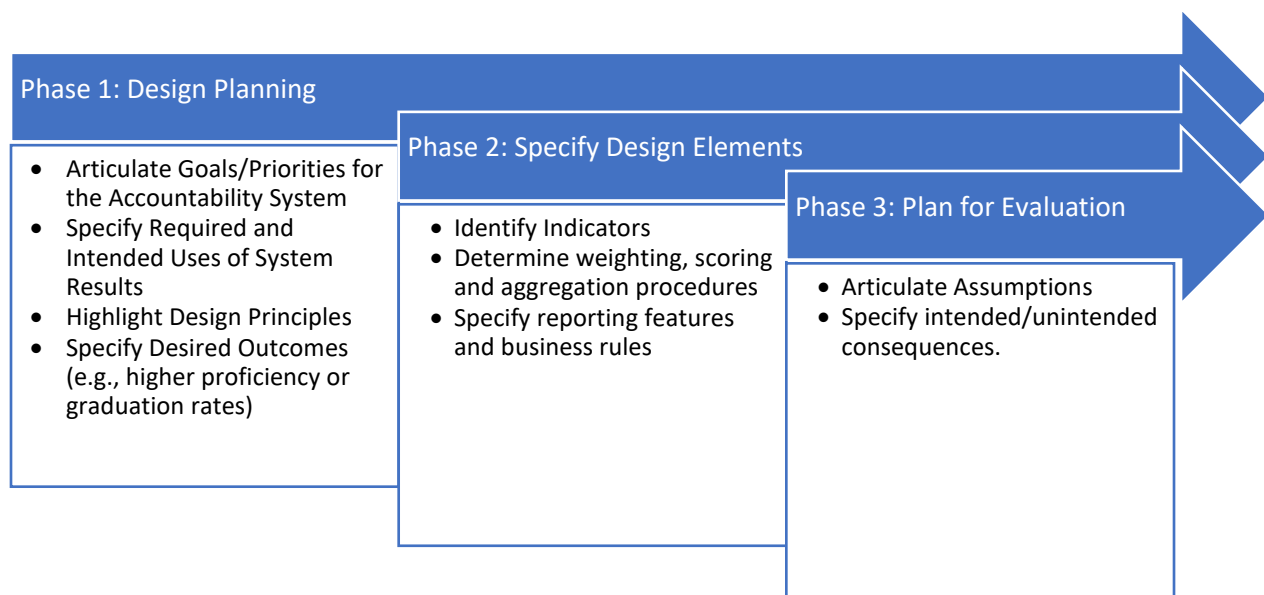 Phase 1: Design Planning
• Articulate Goals/Priorities for
the Accountability System
• Specify Required and
Intended Uses of System
Results
• Highlight Design Principles
• Specify Desired Outcomes
(e.g., higher proficiency or
graduation rates)
Phase 2: Specify Design Elements
• Identify Indicators
• Determine weighting, scoring
and aggregation procedures
• Specify reporting features
and business rules
Phase 3: Plan for Evaluation
• Articulate Assumptions
• Specify intended/unintended
consequences.